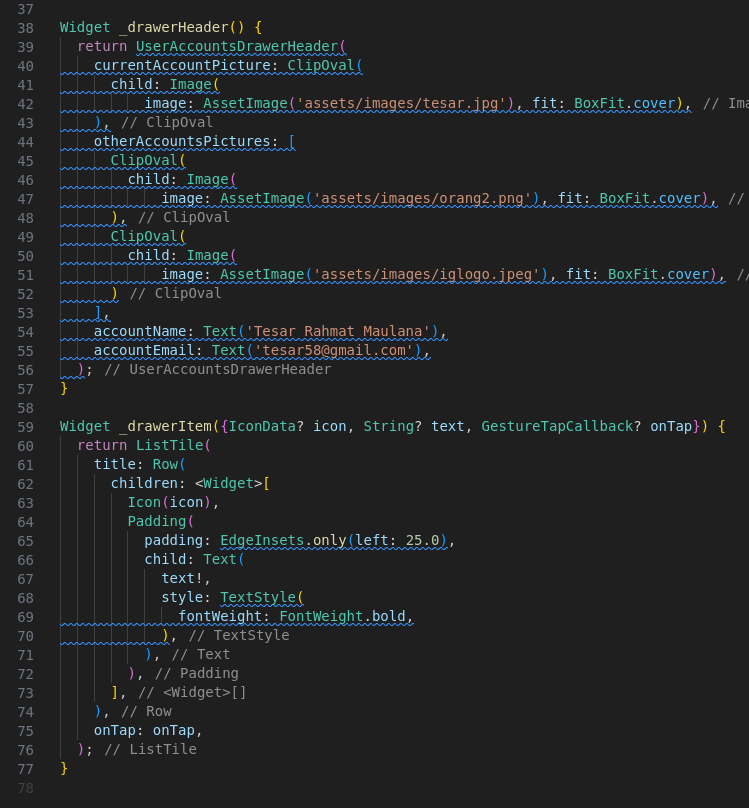 37
38 Widget _drawerHeader() {
39   return UserAccountsDrawerHeader(
40     currentAccountPicture: ClipOval(
41       child: Image(
42           image: AssetImage('assets/images/tesar.jpg'), fit: BoxFit.cover), //
43     ), // ClipOval
44     otherAccountsPictures: [
45       ClipOval(
46         child: Image(
47             image: AssetImage('assets/images/orang2.png'), fit: BoxFit.cover), //
48       ), // ClipOval
49       ClipOval(
50         child: Image(
51             image: AssetImage('assets/images/iglogo.jpeg'), fit: BoxFit.cover), //
52       ) // ClipOval
53     ],
54     accountName: Text('Tesar Rahmat Maulana'),
55     accountEmail: Text('tesar58@gmail.com'),
56   ); // UserAccountsDrawerHeader
57 }
58
59 Widget _drawerItem({IconData? icon, String? text, GestureTapCallback? onTap}) {
60   return ListTile(
61     title: Row(
62       children: <Widget>[
63         Icon(icon),
64         Padding(
65           padding: EdgeInsets.only(left: 25.0),
66           child: Text(
67             text!,
68             style: TextStyle(
69               fontWeight: FontWeight.bold,
70             ), // TextStyle
71           ), // Text
72         ), // Padding
73       ], // <Widget>[]
74     ), // Row
75     onTap: onTap,
76   ); // ListTile
77 }
78